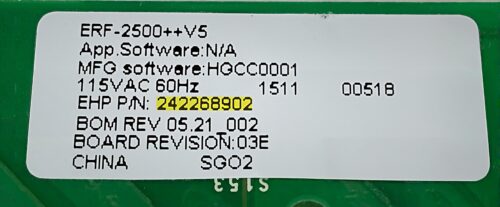 ERF-2500++V5
App.Software:N/A
MFG software:HGCC0001
115VAC 60Hz 1511 00518
EHP P/N: 242268902
BOM REV 05.21_002
BOARD REVISION:03E
CHINA SG02
S153